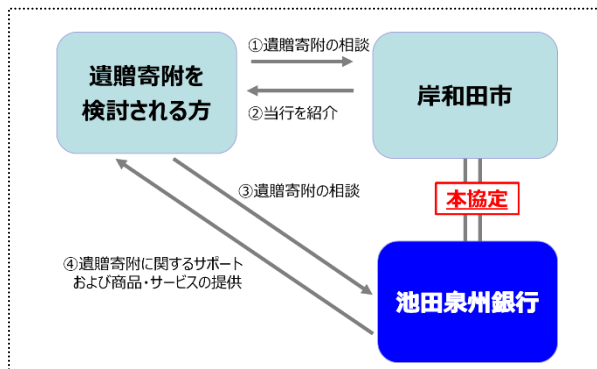 ①遺贈寄附の相談
遺贈寄附を
検討される方
岸和田市
②当行を紹介
③遺贈寄附の相談
本協定
④遺贈寄附に関するサポート
および商品・サービスの提供
池田泉州銀行